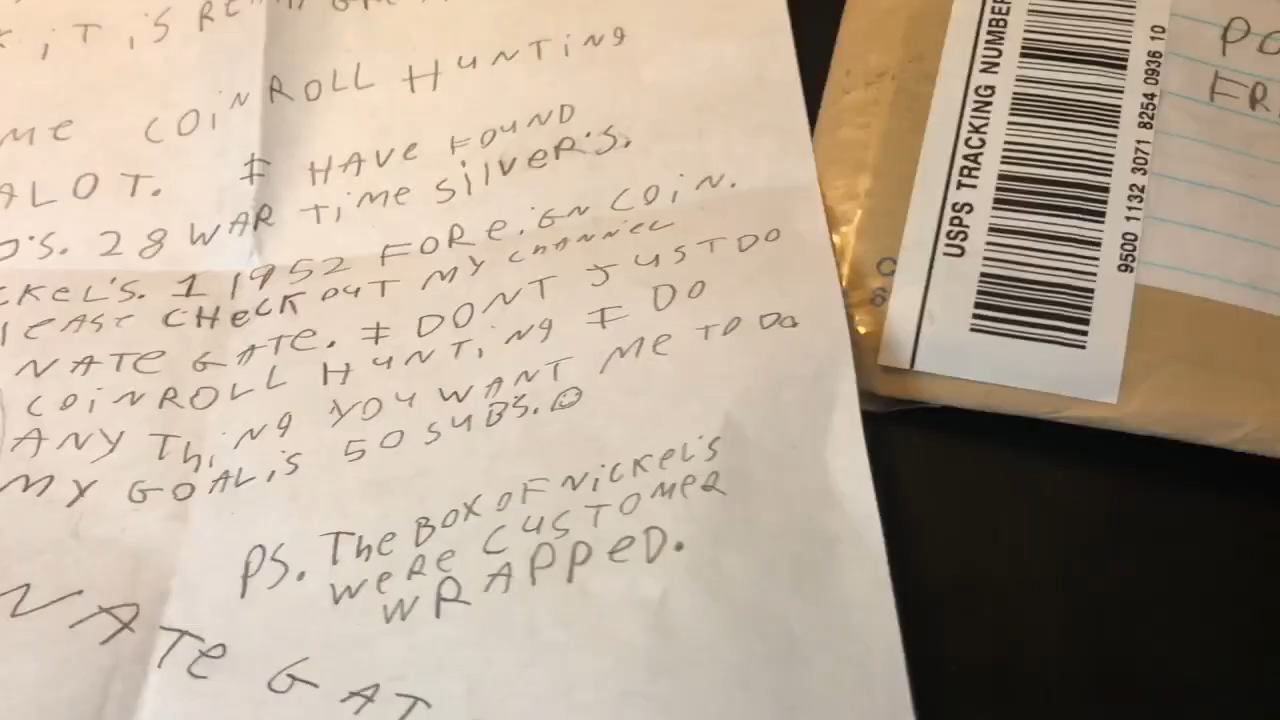 IT IS
ME COINROLL HUNTING
ALOT. I HAVE FOUND
O'S. 28 WAR TIME SILVER'S.
CKEL'S. 1 1952 FOREIGN COIN.
LEASE CHECK OUT MY CHANNEL
NATE GATE. I DONT JUST DO
COINROLL HUNTING I DO
ANY THING YOU WANT ME TO DO
MY GOAL IS 50 SUBS. ☺
PS. THE BOX OF NICKEL'S
WERE CUSTOMER
WRAPPED.
NATE GAT
USPS TRACKING NUMBER
9500 1132 3071 8254 0936 10
PO
FR